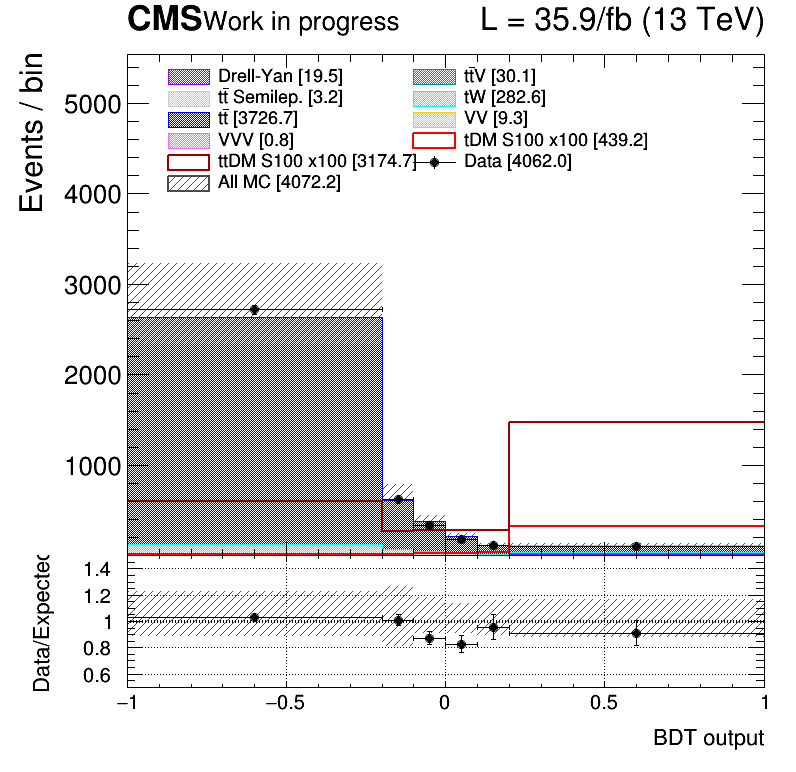 CMS Work in progress L = 35.9/fb (13 TeV)
Events / bin
Drell-Yan [19.5] tt̄V [30.1]
tt̄ Semilep. [3.2] tW [282.6]
tt̄ [3726.7] VV [9.3]
VVV [0.8] tDM S100 x100 [439.2]
ttDM S100 x100 [3174.7] Data [4062.0]
All MC [4072.2]
5000
4000
3000
2000
1000
Data/Expected
1.4
1.2
1
0.8
0.6
−1 −0.5 0 0.5 1
BDT output